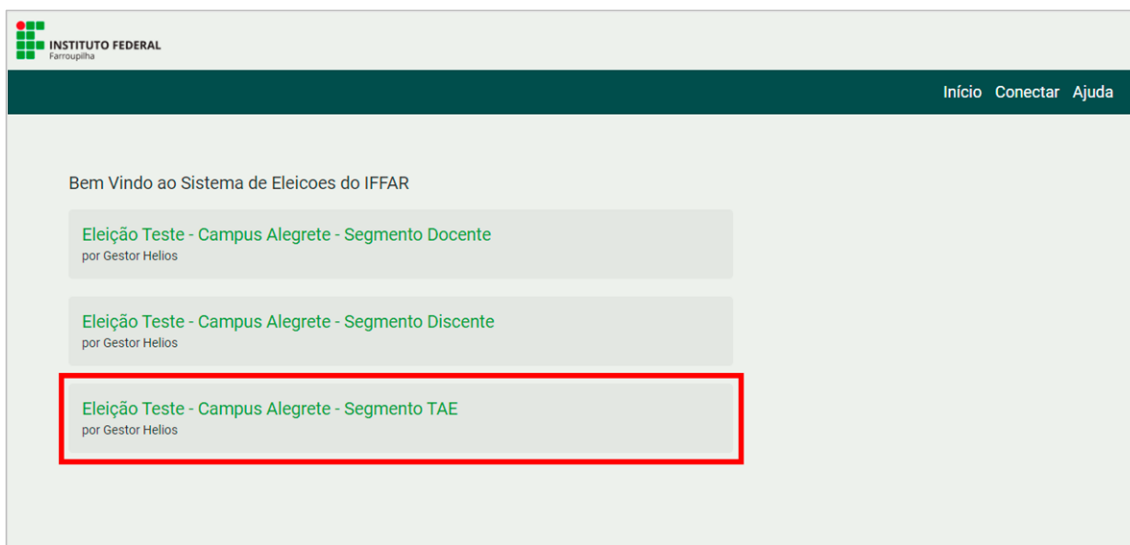 INSTITUTO FEDERAL
Farroupilha
Início Conectar Ajuda
Bem Vindo ao Sistema de Eleicoes do IFFAR
Eleição Teste - Campus Alegrete - Segmento Docente
por Gestor Helios
Eleição Teste - Campus Alegrete - Segmento Discente
por Gestor Helios
Eleição Teste - Campus Alegrete - Segmento TAE
por Gestor Helios